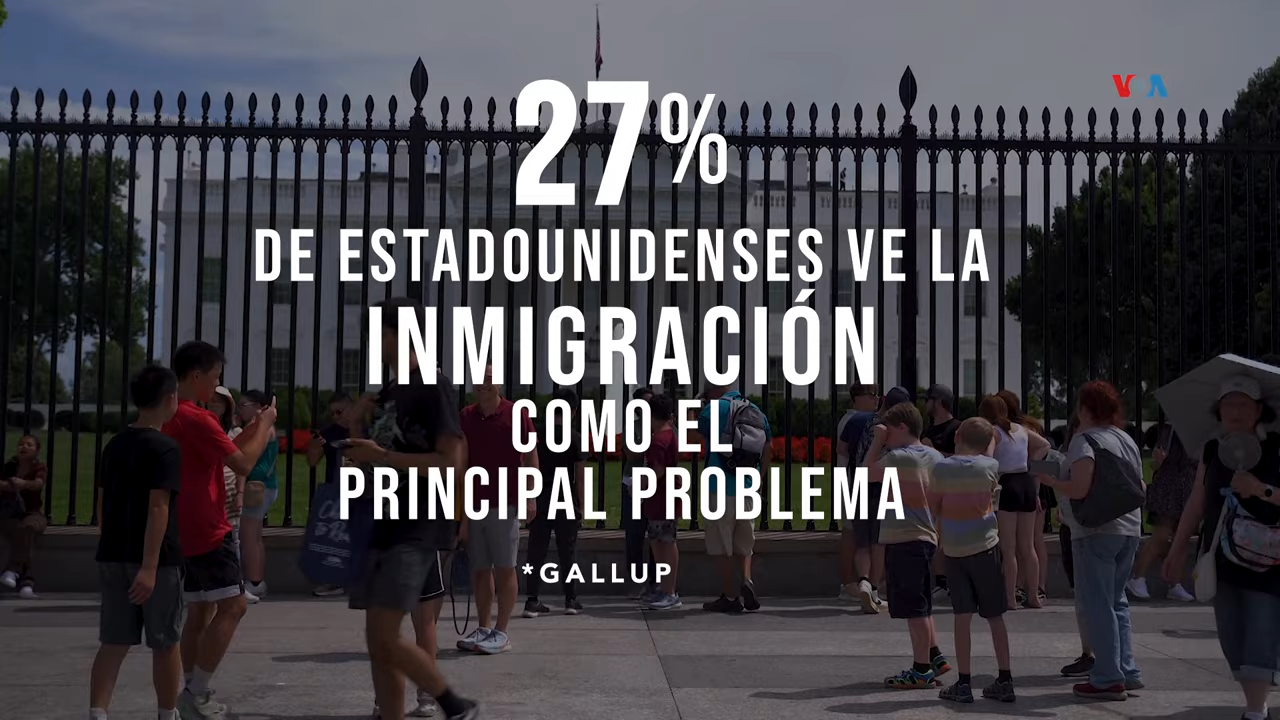 VOA
27%
DE ESTADOUNIDENSES VE LA
INMIGRACIÓN
COMO EL
PRINCIPAL PROBLEMA
*GALLUP